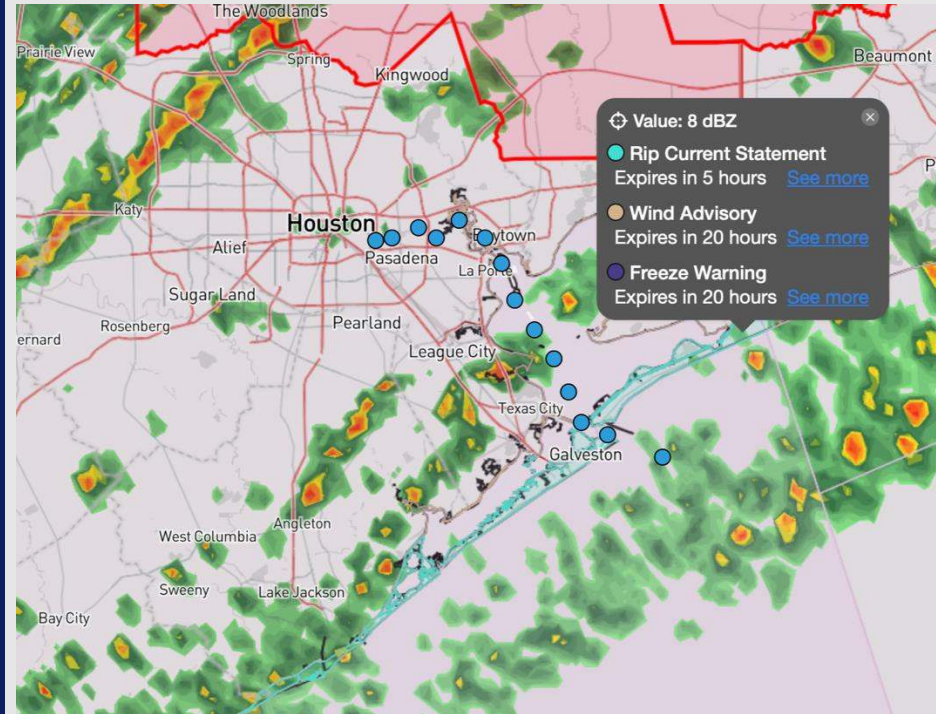 The Woodlands
Prairie View
Spring
Kingwood
Beaumont
Value: 8 dBZ
Rip Current Statement
Expires in 5 hours See more
Wind Advisory
Expires in 20 hours See more
Freeze Warning
Expires in 20 hours See more
P
Katy
Houston
Alief
Pasadena
Baytown
La Porte
Sugar Land
Rosenberg
ernard
Pearland
League City
Texas City
Galveston
Angleton
West Columbia
Sweeny
Lake Jackson
Bay City